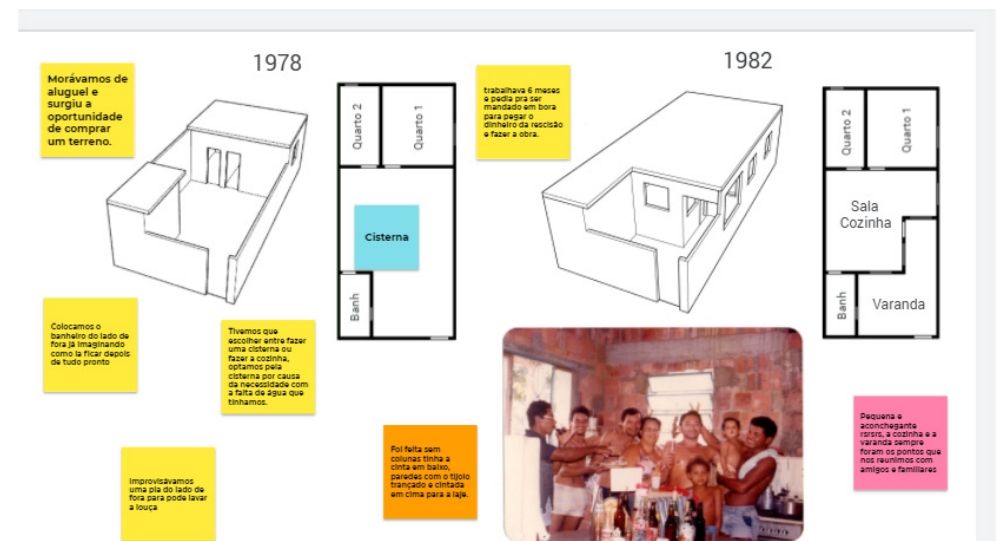 1978
1982
Morávamos de
aluguel e
surgiu a
oportunidade
de comprar
um terreno.
Quarto 2
Quarto 1
Cisterna
Banh
trabalhava 6 meses
e pedia pra ser
mandado em bora
para pegar o
dinheiro da rescisão
e fazer a obra.
Quarto 2
Quarto 1
Sala
Cozinha
Banh
Varanda
Colocamos o
banheiro do lado de
fora já imaginando
como ia ficar depois
de tudo pronto
Tivemos que
escolher entre fazer
uma cisterna ou
fazer a cozinha,
optamos pela
cisterna por causa
da necessidade com
a falta de água que
tinhamos.
Improvisávamos
uma pia do lado de
fora para pode lavar
a louça
Foi feita sem
colunas tinha a
cinta em baixo,
paredes com o tijolo
trançado e cintada
em cima para a laje.
Pequena e
aconchegante
rsrsrs, a cozinha e a
varanda sempre
foram os pontos que
nos reunimos com
amigos e familiares